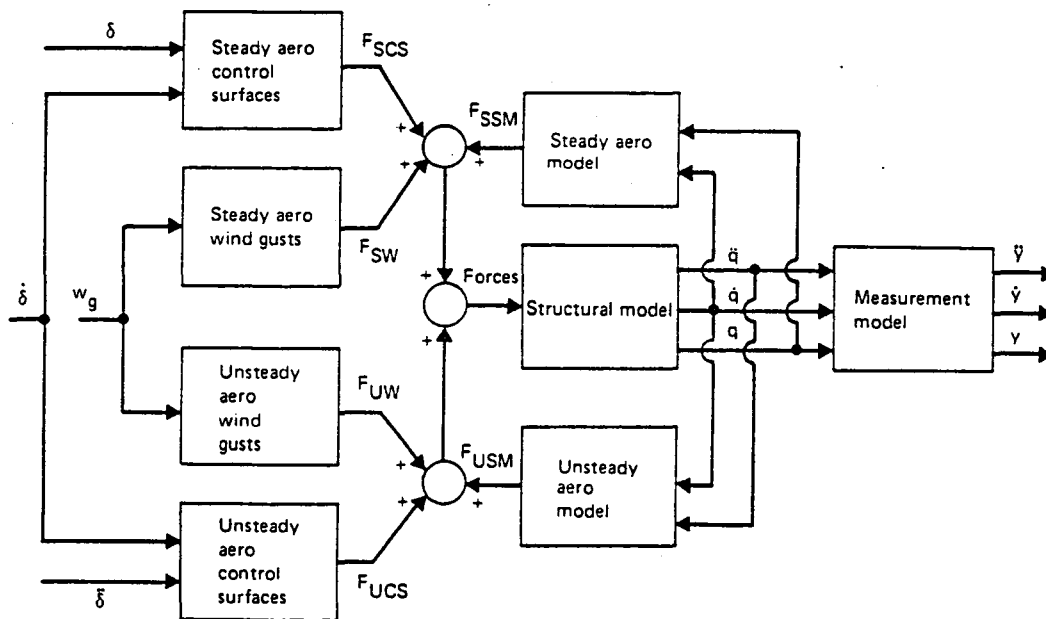 δ
Steady aero
control
surfaces
F_SCS
F_SSM
Steady aero
model
+
+
+
Steady aero
wind gusts
F_SW
δ̇
w_g
+
Forces
+
Structural model
q̈
q̇
q
Measurement
model
ÿ
ẏ
y
Unsteady
aero
wind
gusts
F_UW
F_USM
Unsteady
aero
model
+
+
+
Unsteady
aero
control
surfaces
F_UCS
δ̈